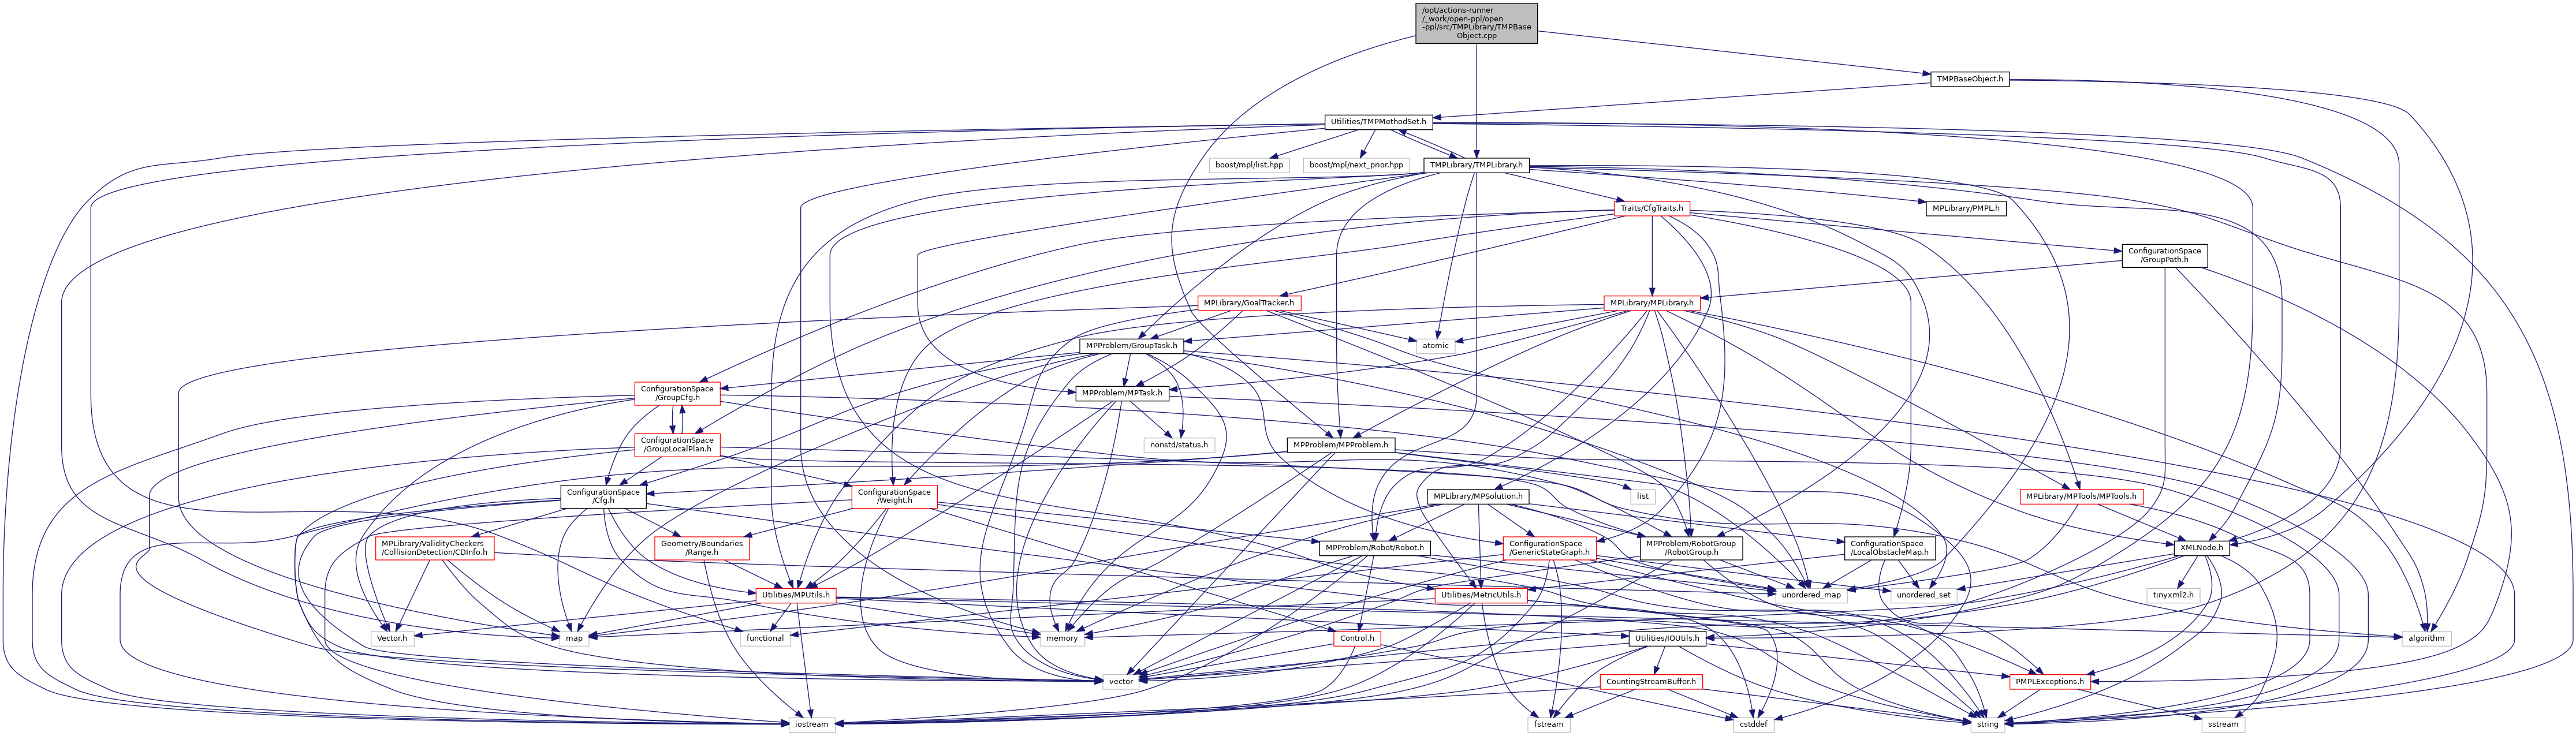 /opt/actions-runner
/_work/open-ppl/open
-ppl/src/TMPLibrary/TMPBase
Object.cpp
TMPBaseObject.h
Utilities/TMPMethodSet.h
boost/mpl/list.hpp
boost/mpl/next_prior.hpp
TMPLibrary/TMPLibrary.h
Traits/CfgTraits.h
MPLibrary/PMPL.h
ConfigurationSpace
/GroupPath.h
MPLibrary/GoalTracker.h
MPLibrary/MPLibrary.h
MPProblem/GroupTask.h
atomic
ConfigurationSpace
/GroupCfg.h
MPProblem/MPTask.h
ConfigurationSpace
/GroupLocalPlan.h
nonstd/status.h
MPProblem/MPProblem.h
ConfigurationSpace
/Cfg.h
ConfigurationSpace
/Weight.h
MPLibrary/MPSolution.h
list
MPLibrary/MPTools/MPTools.h
MPLibrary/ValidityCheckers
/CollisionDetection/CDInfo.h
Geometry/Boundaries
/Range.h
MPProblem/Robot/Robot.h
ConfigurationSpace
/GenericStateGraph.h
MPProblem/RobotGroup
/RobotGroup.h
ConfigurationSpace
/LocalObstacleMap.h
XMLNode.h
Utilities/MPUtils.h
Utilities/MetricUtils.h
unordered_map
unordered_set
tinyxml2.h
Vector.h
map
functional
memory
Control.h
Utilities/IOUtils.h
algorithm
vector
CountingStreamBuffer.h
PMPLExceptions.h
iostream
fstream
cstddef
string
sstream